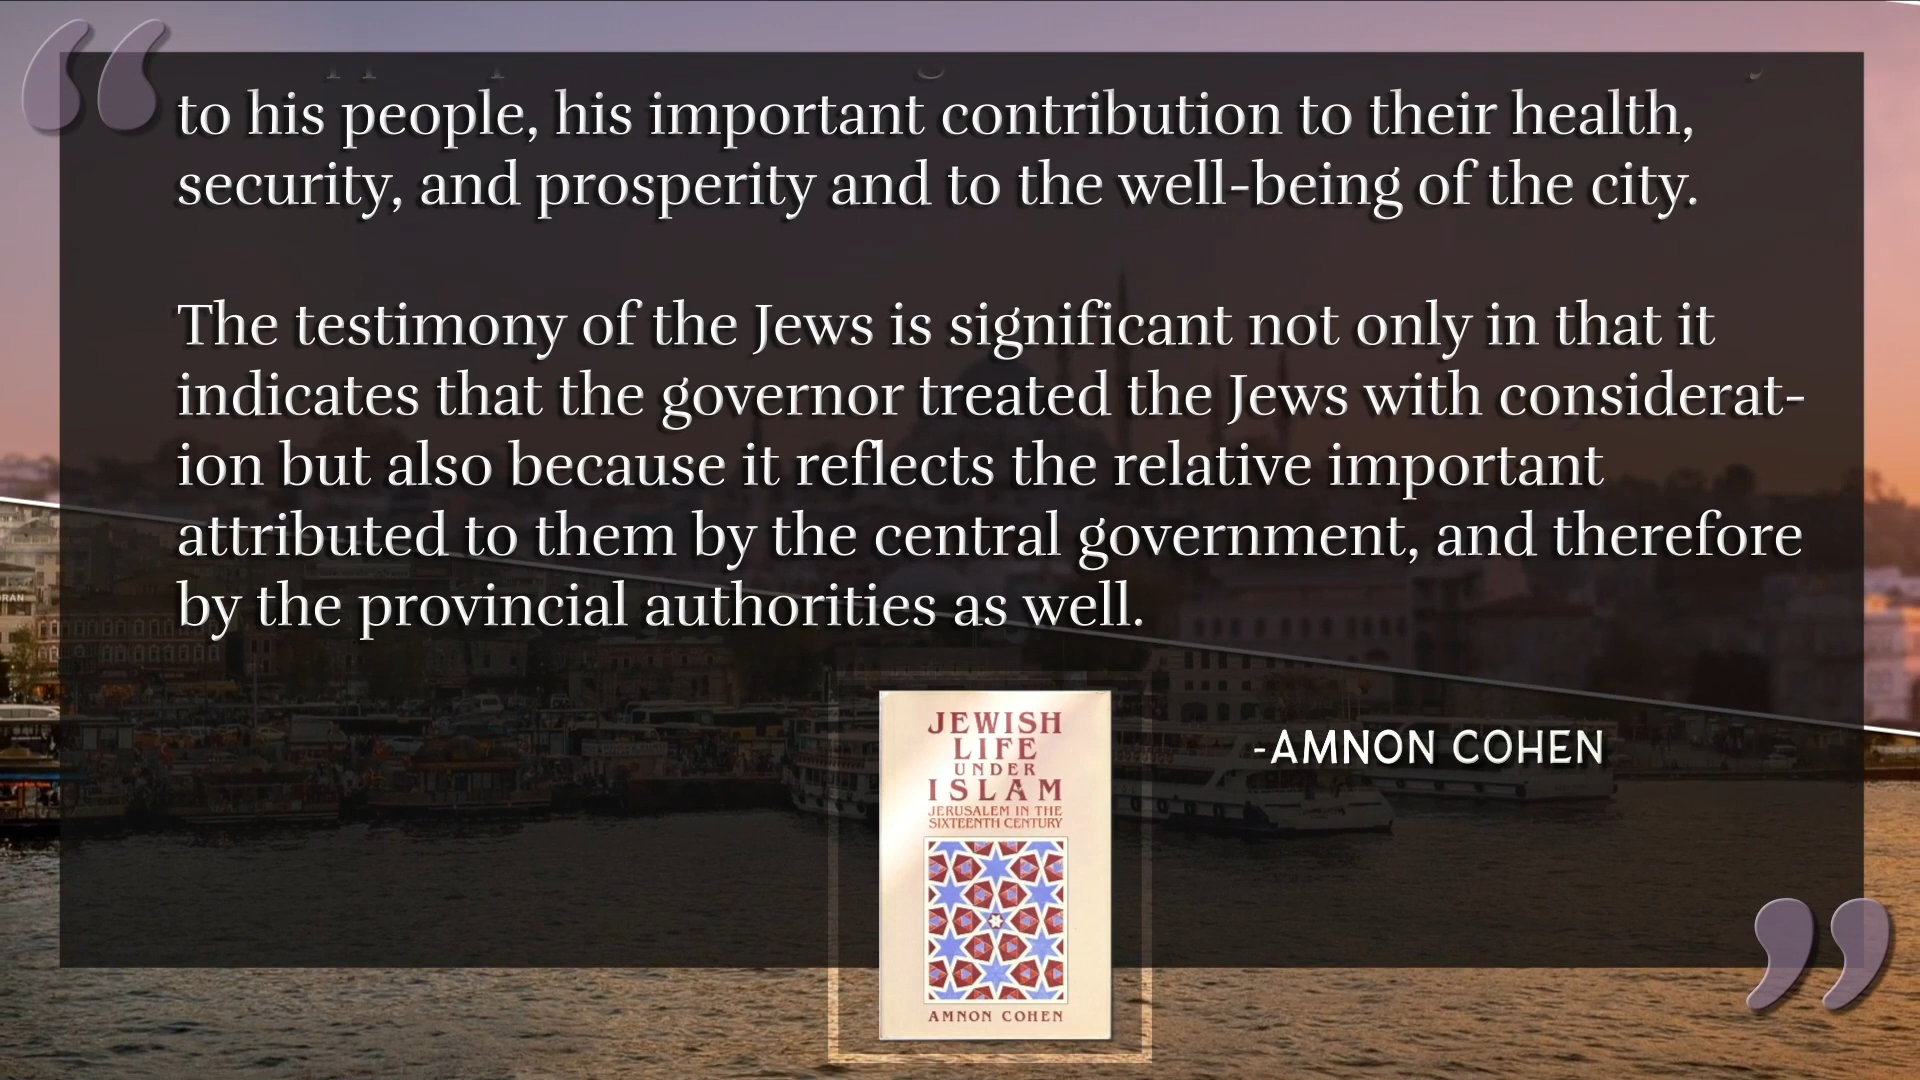 to his people, his important contribution to their health,
security, and prosperity and to the well-being of the city.
The testimony of the Jews is significant not only in that it
indicates that the governor treated the Jews with considerat-
ion but also because it reflects the relative important
attributed to them by the central government, and therefore
by the provincial authorities as well.
-AMNON COHEN
JEWISH
LIFE
UNDER
ISLAM
JERUSALEM IN THE
SIXTEENTH CENTURY
AMNON COHEN